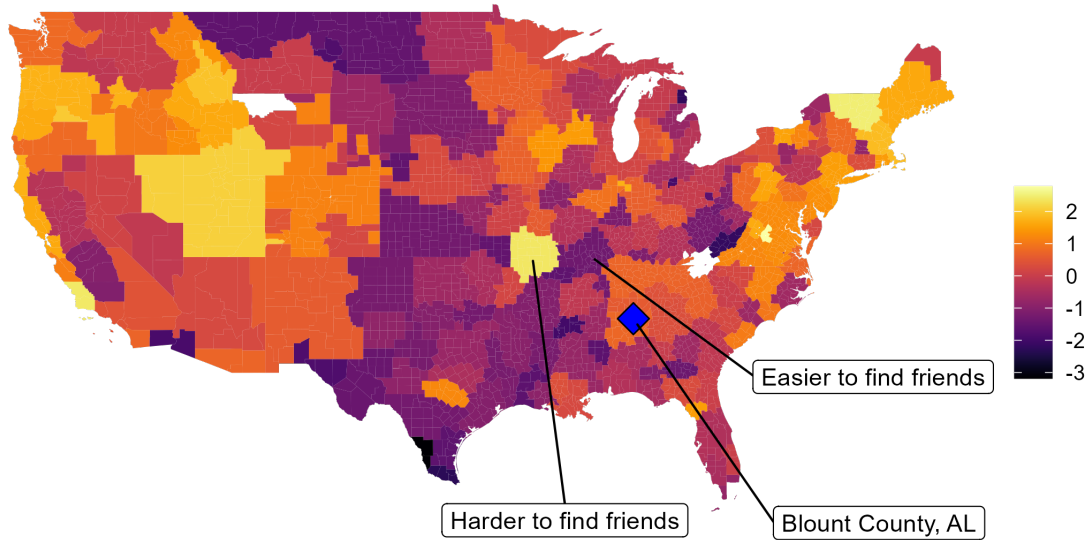 2
1
0
-1
-2
-3
Easier to find friends
Harder to find friends
Blount County, AL